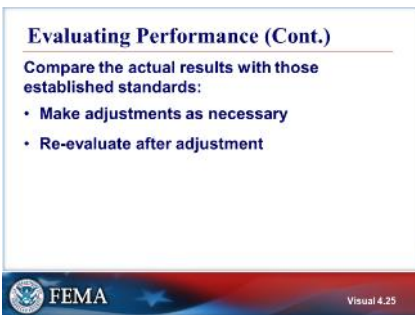 Evaluating Performance (Cont.)
Compare the actual results with those
established standards:
• Make adjustments as necessary
• Re-evaluate after adjustment
FEMA
Visual 4.25